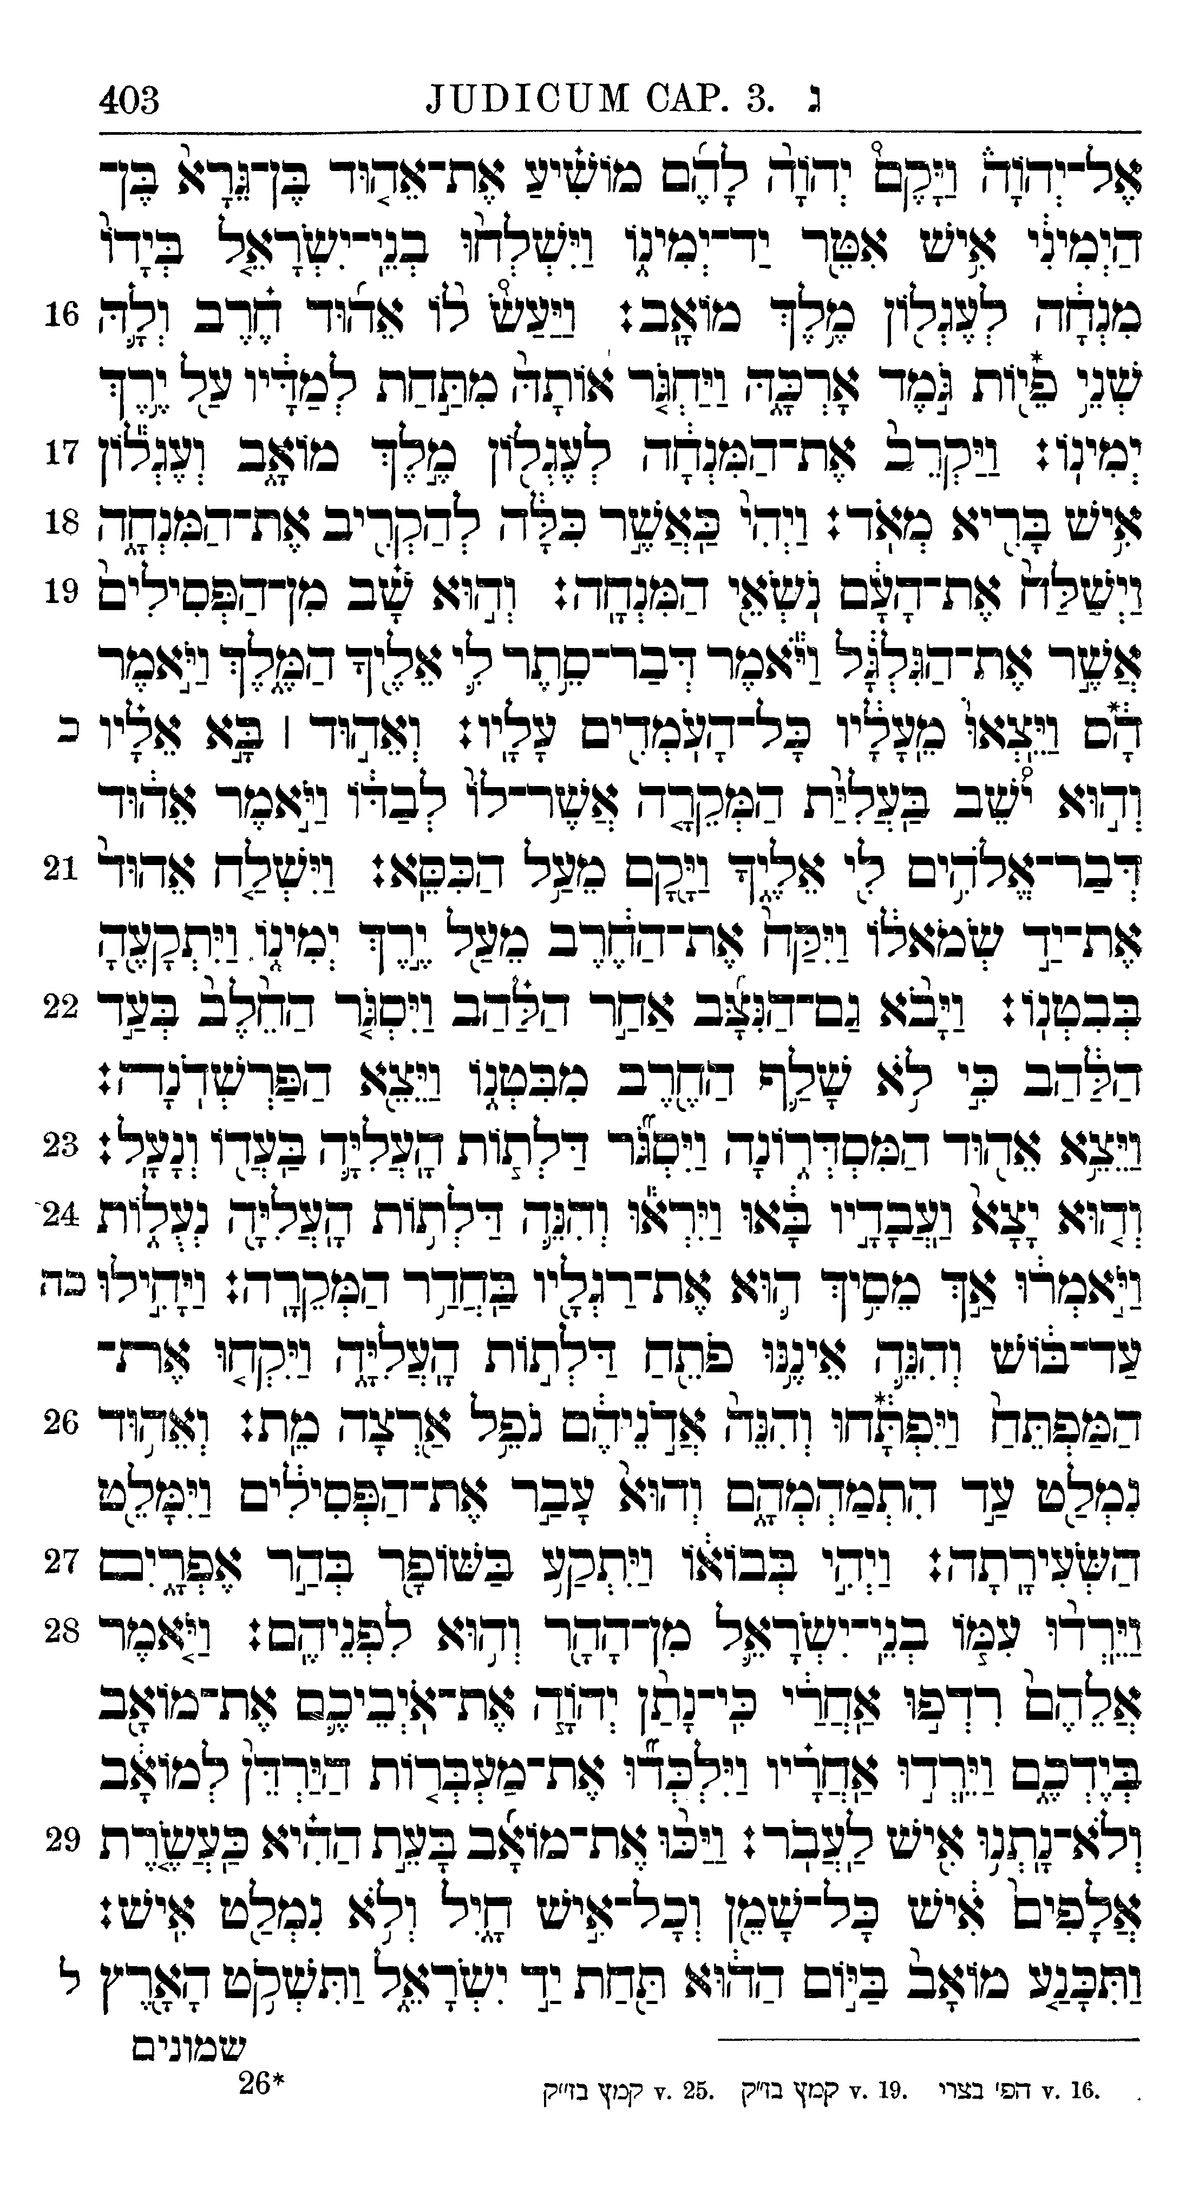 403 JUDICUM CAP. 3. ג
אֶל־יְהוָה֒ וַיָּקֶם֩ יְהוָ֨ה לָהֶ֜ם מוֹשִׁ֗יעַ אֶת־אֵה֤וּד בֶּן־גֵּרָא֙ בֶּן־
הַיְמִינִ֔י אִ֥ישׁ אִטֵּ֖ר יַד־יְמִינ֑וֹ וַיִּשְׁלְח֨וּ בְנֵֽי־יִשְׂרָאֵ֤ל בְּיָדוֹ֙
16 מִנְחָ֔ה לְעֶגְל֖וֹן מֶ֥לֶךְ מוֹאָֽב׃ וַיַּעַשׂ֩ ל֨וֹ אֵה֜וּד חֶ֗רֶב וְלָ֛הּ
שְׁנֵ֥י פֵ֭יוֹת גֹּ֣מֶד אָרְכָּ֑הּ וַיַּחְגֹּ֤ר אוֹתָהּ֙ מִתַּ֣חַת לְמַדָּ֔יו עַ֖ל יֶ֥רֶךְ
17 יְמִינֽוֹ׃ וַיַּקְרֵב֙ אֶת־הַמִּנְחָ֔ה לְעֶגְל֖וֹן מֶ֣לֶךְ מוֹאָ֑ב וְעֶגְל֕וֹן
18 אִ֥ישׁ בָּרִ֖יא מְאֹֽד׃ וַֽיְהִי֙ כַּאֲשֶׁ֣ר כִּלָּ֔ה לְהַקְרִ֖יב אֶת־הַמִּנְחָ֑ה
19 וַיְשַׁלַּח֙ אֶת־הָעָ֔ם נֹשְׂאֵ֖י הַמִּנְחָֽה׃ וְה֣וּא שָׁ֗ב מִן־הַפְּסִילִים֙
אֲשֶׁ֣ר אֶת־הַגִּלְגָּ֔ל וַיֹּ֕אמֶר דְּבַר־סֵ֥תֶר לִ֛י אֵלֶ֖יךָ הַמֶּ֑לֶךְ וַיֹּ֣אמֶר
כ הָ֔ס וַיֵּֽצְאוּ֙ מֵֽעָלָ֔יו כָּל־הָעֹמְדִ֖ים עָלָֽיו׃ וְאֵה֣וּד ׀ בָּ֣א אֵלָ֗יו
וְה֣וּא יֹ֠שֵׁב בַּעֲלִיַּ֨ת הַמְּקֵרָ֤ה אֲשֶׁר־לוֹ֙ לְבַדּ֔וֹ וַיֹּ֣אמֶר אֵה֔וּד
21 דְּבַר־אֱלֹהִ֥ים לִ֖י אֵלֶ֑יךָ וַיָּ֖קָם מֵעַ֥ל הַכִּסֵּֽא׃ וַיִּשְׁלַ֤ח אֵהוּד֙
אֶת־יַ֣ד שְׂמֹאל֔וֹ וַיִּקַּח֙ אֶת־הַחֶ֔רֶב מֵעַ֖ל יֶ֣רֶךְ יְמִינ֑וֹ וַיִּתְקָעֶ֖הָ
22 בְּבִטְנֽוֹ׃ וַיָּבֹ֨א גַֽם־הַנִּצָּ֜ב אַחַ֣ר הַלַּ֗הַב וַיִּסְגֹּ֤ר הַחֵ֙לֶב֙ בְּעַ֣ד
הַלַּ֔הַב כִּ֣י לֹ֥א שָׁלַ֛ף הַחֶ֖רֶב מִבִּטְנ֑וֹ וַיֵּצֵ֖א הַֽפַּרְשְׁדֹֽנָה׃
23 וַיֵּצֵ֥א אֵה֖וּד הַֽמִּסְדְּר֑וֹנָה וַיִּסְגֹּ֞ר דַּלְת֧וֹת הָעֲלִיָּ֛ה בַּעֲד֖וֹ וְנָעָֽל׃
24 וְה֤וּא יָצָא֙ וַעֲבָדָ֣יו בָּ֔אוּ וַיִּרְא֕וּ וְהִנֵּ֛ה דַּלְת֥וֹת הָעֲלִיָּ֖ה נְעֻל֑וֹת
כה וַיֹּ֣אמְר֔וּ אַ֣ךְ מֵסִ֥יךְ ה֛וּא אֶת־רַגְלָ֖יו בַּחֲדַ֥ר הַמְּקֵרָֽה׃ וַיָּחִ֣ילוּ
עַד־בּ֔וֹשׁ וְהִנֵּ֛ה אֵינֶ֥נּוּ פֹתֵ֖חַ דַּלְת֣וֹת הָֽעֲלִיָּ֑ה וַיִּקְח֤וּ אֶת־
26 הַמַּפְתֵּחַ֙ וַיִּפְתָּ֔חוּ וְהִנֵּה֙ אֲדֹ֣נֵיהֶ֔ם נֹפֵ֥ל אַ֖רְצָה מֵֽת׃ וְאֵה֥וּד
נִמְלַ֖ט עַ֣ד הִֽתְמַהְמְהָ֑ם וְהוּא֙ עָבַ֣ר אֶת־הַפְּסִילִ֔ים וַיִּמָּלֵ֖ט
27 הַשְּׂעִירָֽתָה׃ וַיְהִ֣י בְּבוֹא֔וֹ וַיִּתְקַ֥ע בַּשּׁוֹפָ֖ר בְּהַ֣ר אֶפְרָ֑יִם
28 וַיֵּרְד֨וּ עִמּ֧וֹ בְנֵֽי־יִשְׂרָאֵ֛ל מִן־הָהָ֖ר וְה֥וּא לִפְנֵיהֶֽם׃ וַיֹּ֤אמֶר
אֲלֵהֶם֙ רִדְפ֣וּ אַחֲרַ֔י כִּֽי־נָתַ֨ן יְהוָ֧ה אֶת־אֹיְבֵיכֶ֛ם אֶת־מוֹאָ֖ב
בְּיֶדְכֶ֑ם וַיֵּרְד֣וּ אַחֲרָ֗יו וַֽיִּלְכְּד֞וּ אֶת־מַעְבְּר֤וֹת הַיַּרְדֵּן֙ לְמוֹאָ֔ב
29 וְלֹֽא־נָתְנ֥וּ אִ֖ישׁ לַעֲבֹֽר׃ וַיַּכּ֨וּ אֶת־מוֹאָ֜ב בָּעֵ֣ת הַהִ֗יא כַּעֲשֶׂ֤רֶת
אֲלָפִים֙ אִ֔ישׁ כָּל־שָׁמֵ֖ן וְכָל־אִ֣ישׁ חָ֑יִל וְלֹ֥א נִמְלַ֖ט אִֽישׁ׃
ל וַתִּכָּנַ֤ע מוֹאָב֙ בַּיּ֣וֹם הַה֔וּא תַּ֖חַת יַ֣ד יִשְׂרָאֵ֑ל וַתִּשְׁקֹ֥ט הָאָ֖רֶץ
שמונים
v. 16. הפ׳ בצרי v. 19. קמץ בז״ק v. 25. קמץ בז״ק
26*